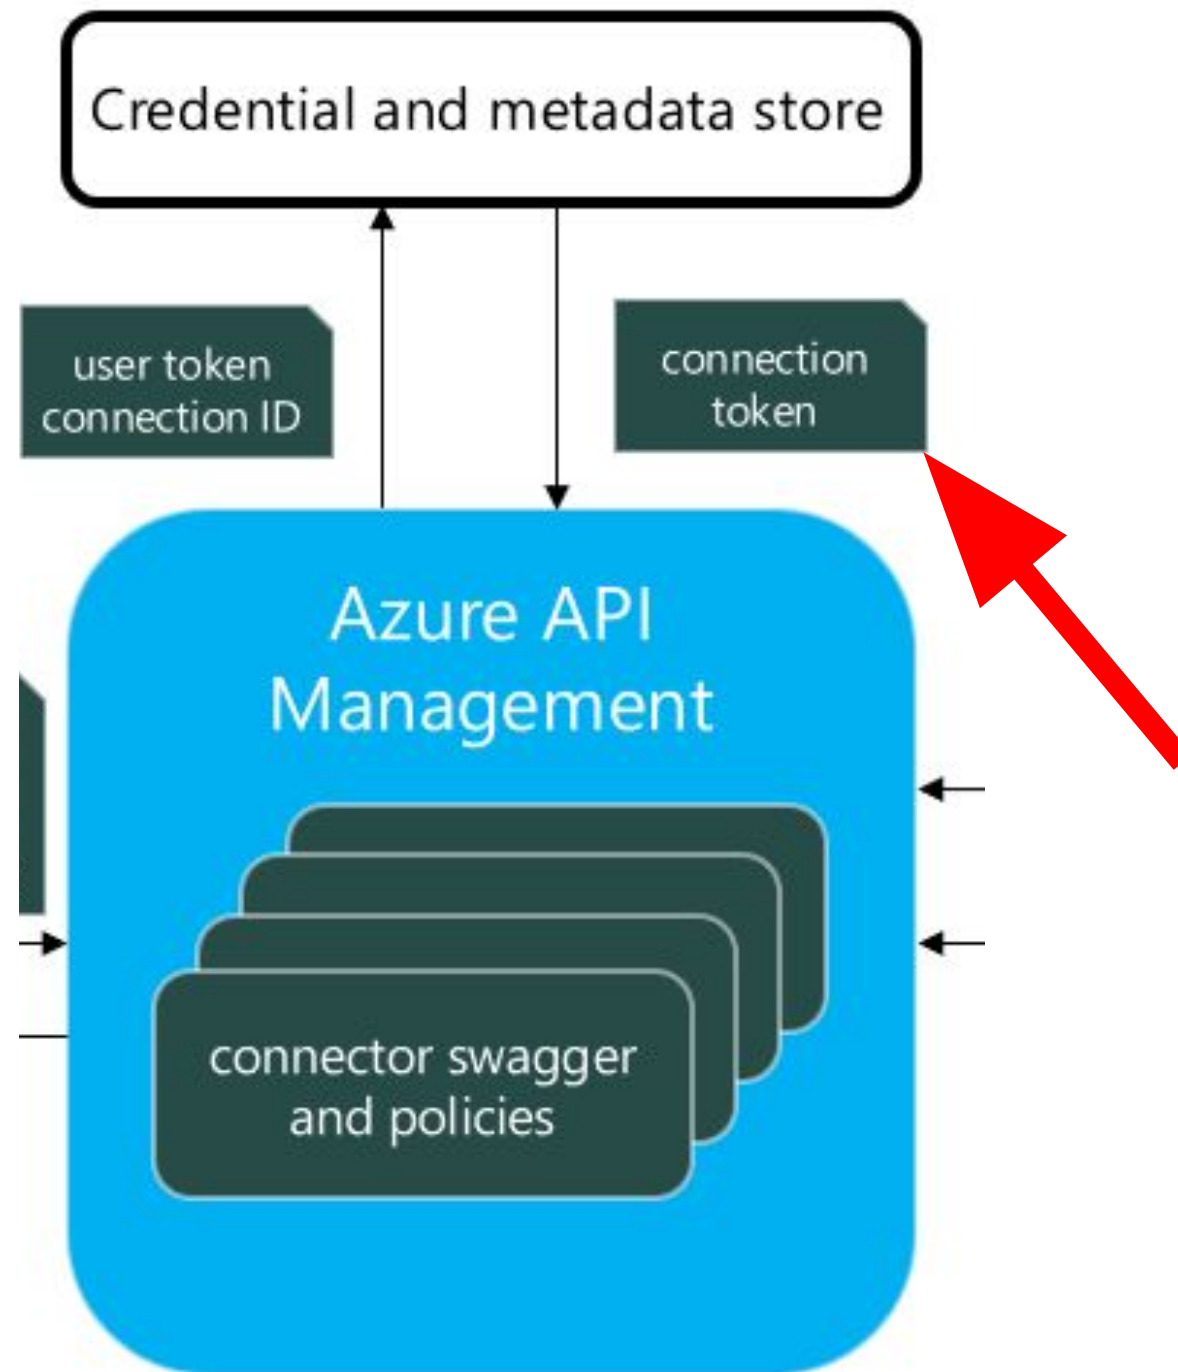 Credential and metadata store
user token
connection ID
connection
token
Azure API
Management
connector swagger
and policies